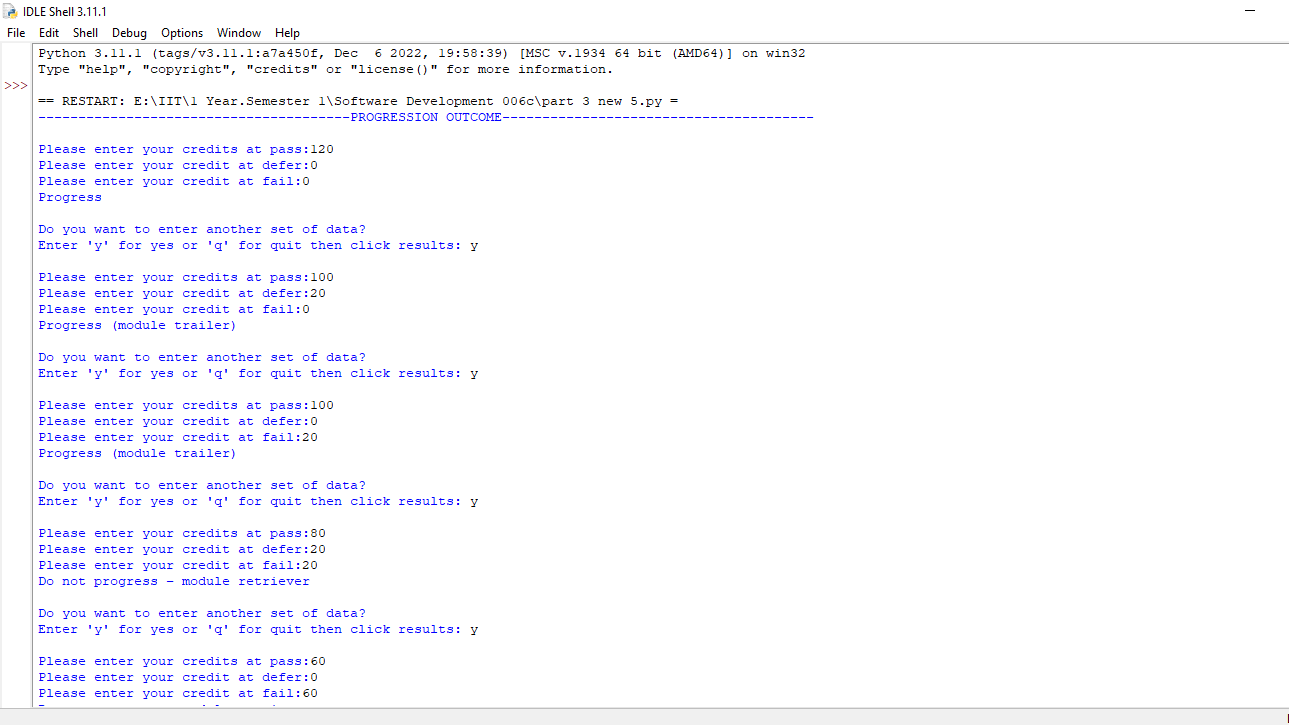 IDLE Shell 3.11.1
File Edit Shell Debug Options Window Help
Python 3.11.1 (tags/v3.11.1:a7a450f, Dec  6 2022, 19:58:39) [MSC v.1934 64 bit (AMD64)] on win32
Type "help", "copyright", "credits" or "license()" for more information.
>>>
== RESTART: E:\IIT\1 Year.Semester 1\Software Development 006c\part 3 new 5.py =
---------------------------------------PROGRESSION OUTCOME---------------------------------------
Please enter your credits at pass:120
Please enter your credit at defer:0
Please enter your credit at fail:0
Progress
Do you want to enter another set of data?
Enter 'y' for yes or 'q' for quit then click results: y
Please enter your credits at pass:100
Please enter your credit at defer:20
Please enter your credit at fail:0
Progress (module trailer)
Do you want to enter another set of data?
Enter 'y' for yes or 'q' for quit then click results: y
Please enter your credits at pass:100
Please enter your credit at defer:0
Please enter your credit at fail:20
Progress (module trailer)
Do you want to enter another set of data?
Enter 'y' for yes or 'q' for quit then click results: y
Please enter your credits at pass:80
Please enter your credit at defer:20
Please enter your credit at fail:20
Do not progress – module retriever
Do you want to enter another set of data?
Enter 'y' for yes or 'q' for quit then click results: y
Please enter your credits at pass:60
Please enter your credit at defer:0
Please enter your credit at fail:60